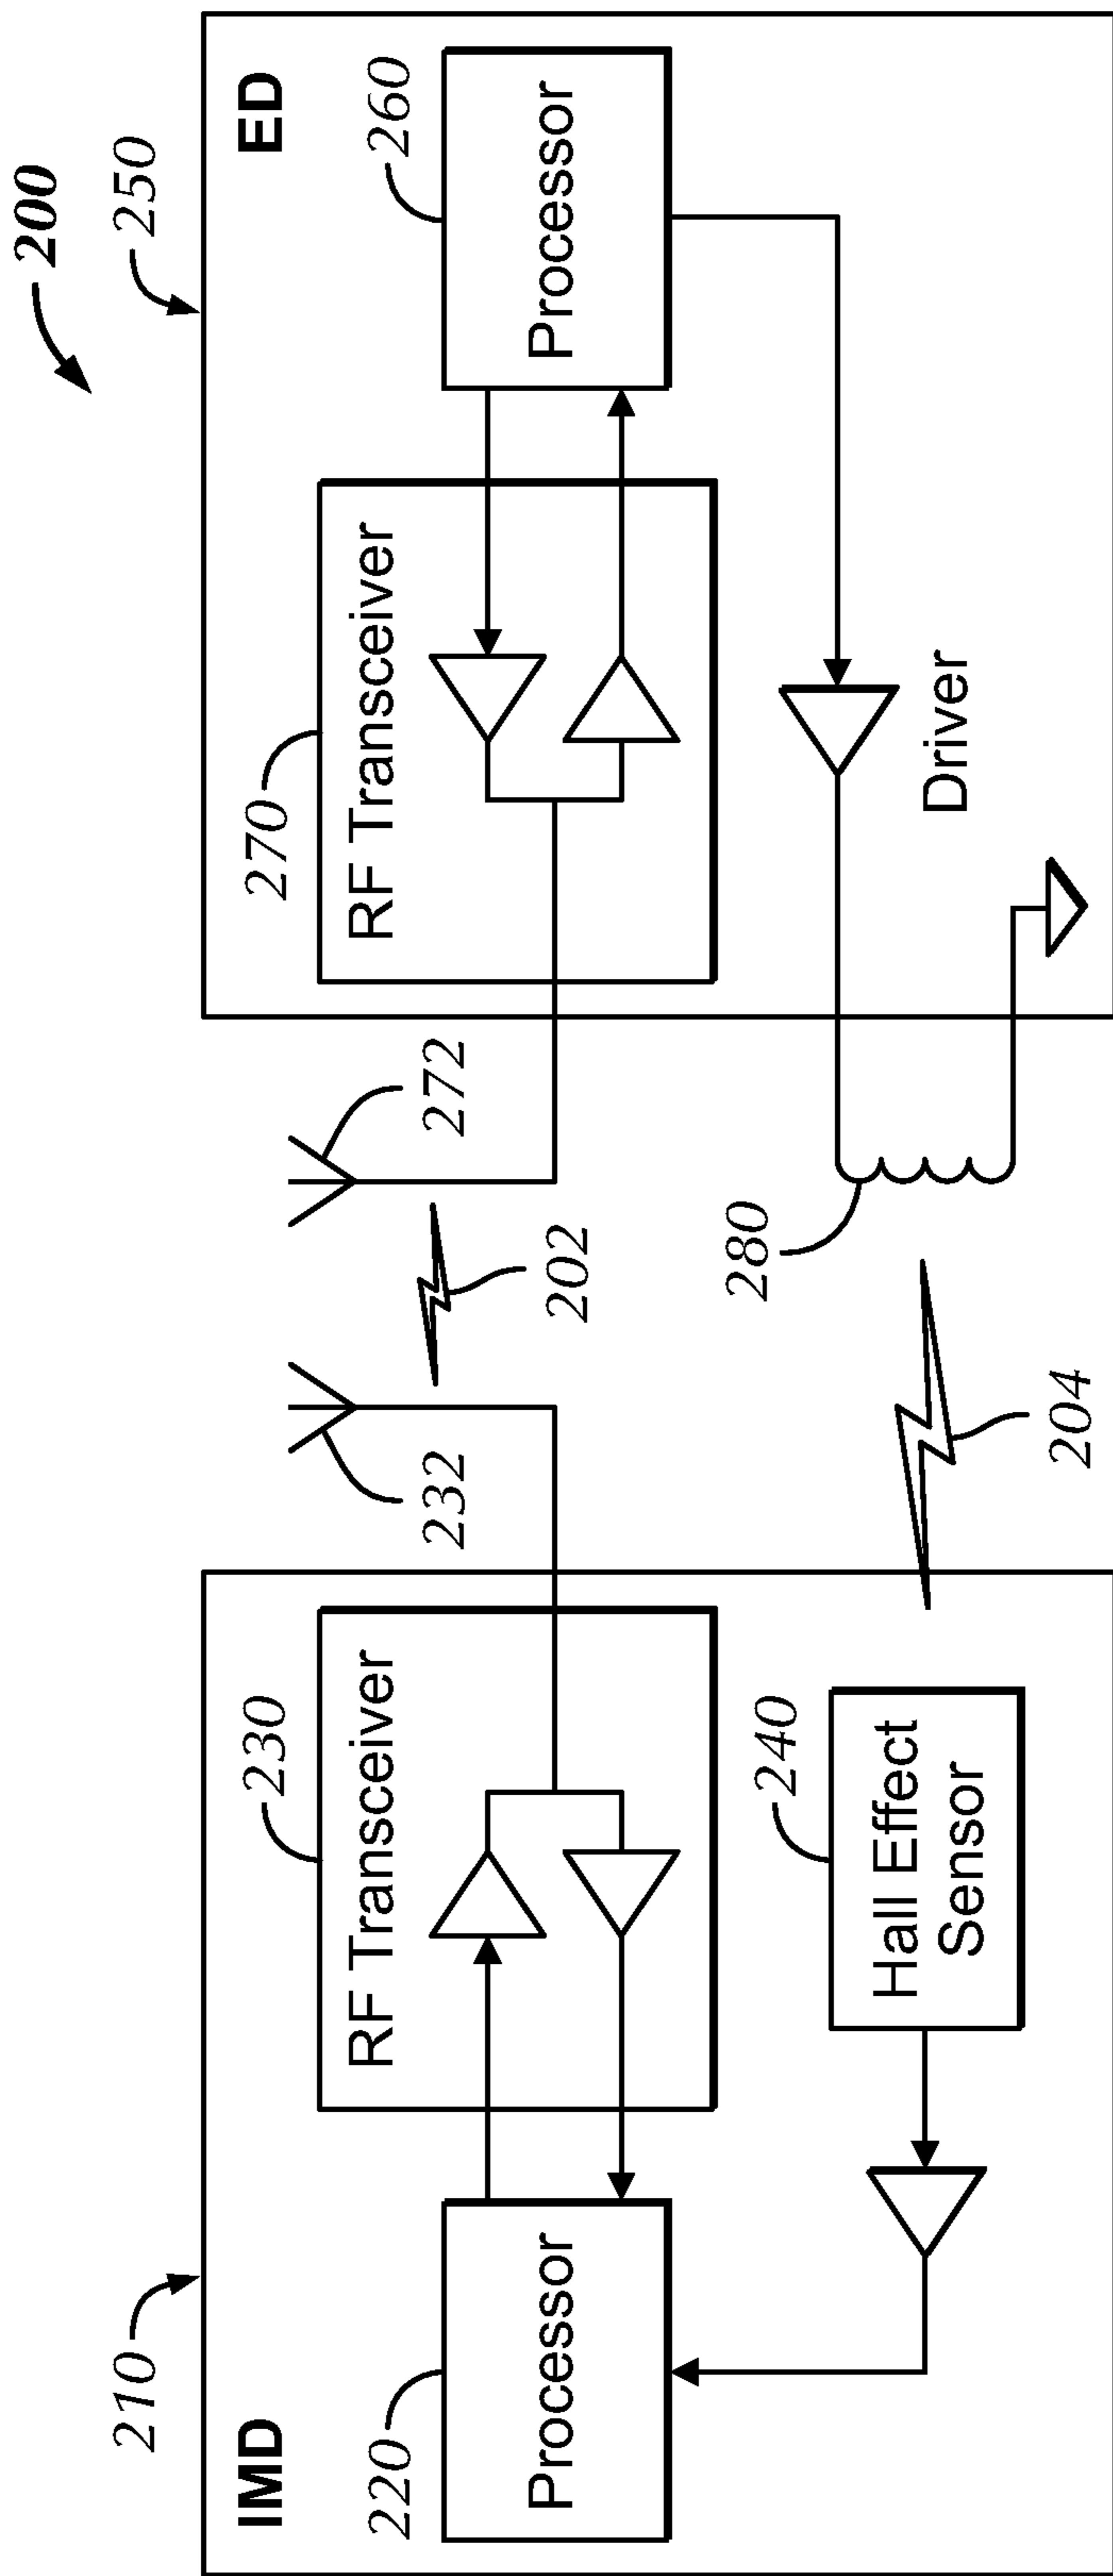 200
210
250
IMD
ED
230
270
RF Transceiver
RF Transceiver
220
260
Processor
Processor
232
272
202
240
280
Hall Effect
Sensor
Driver
204